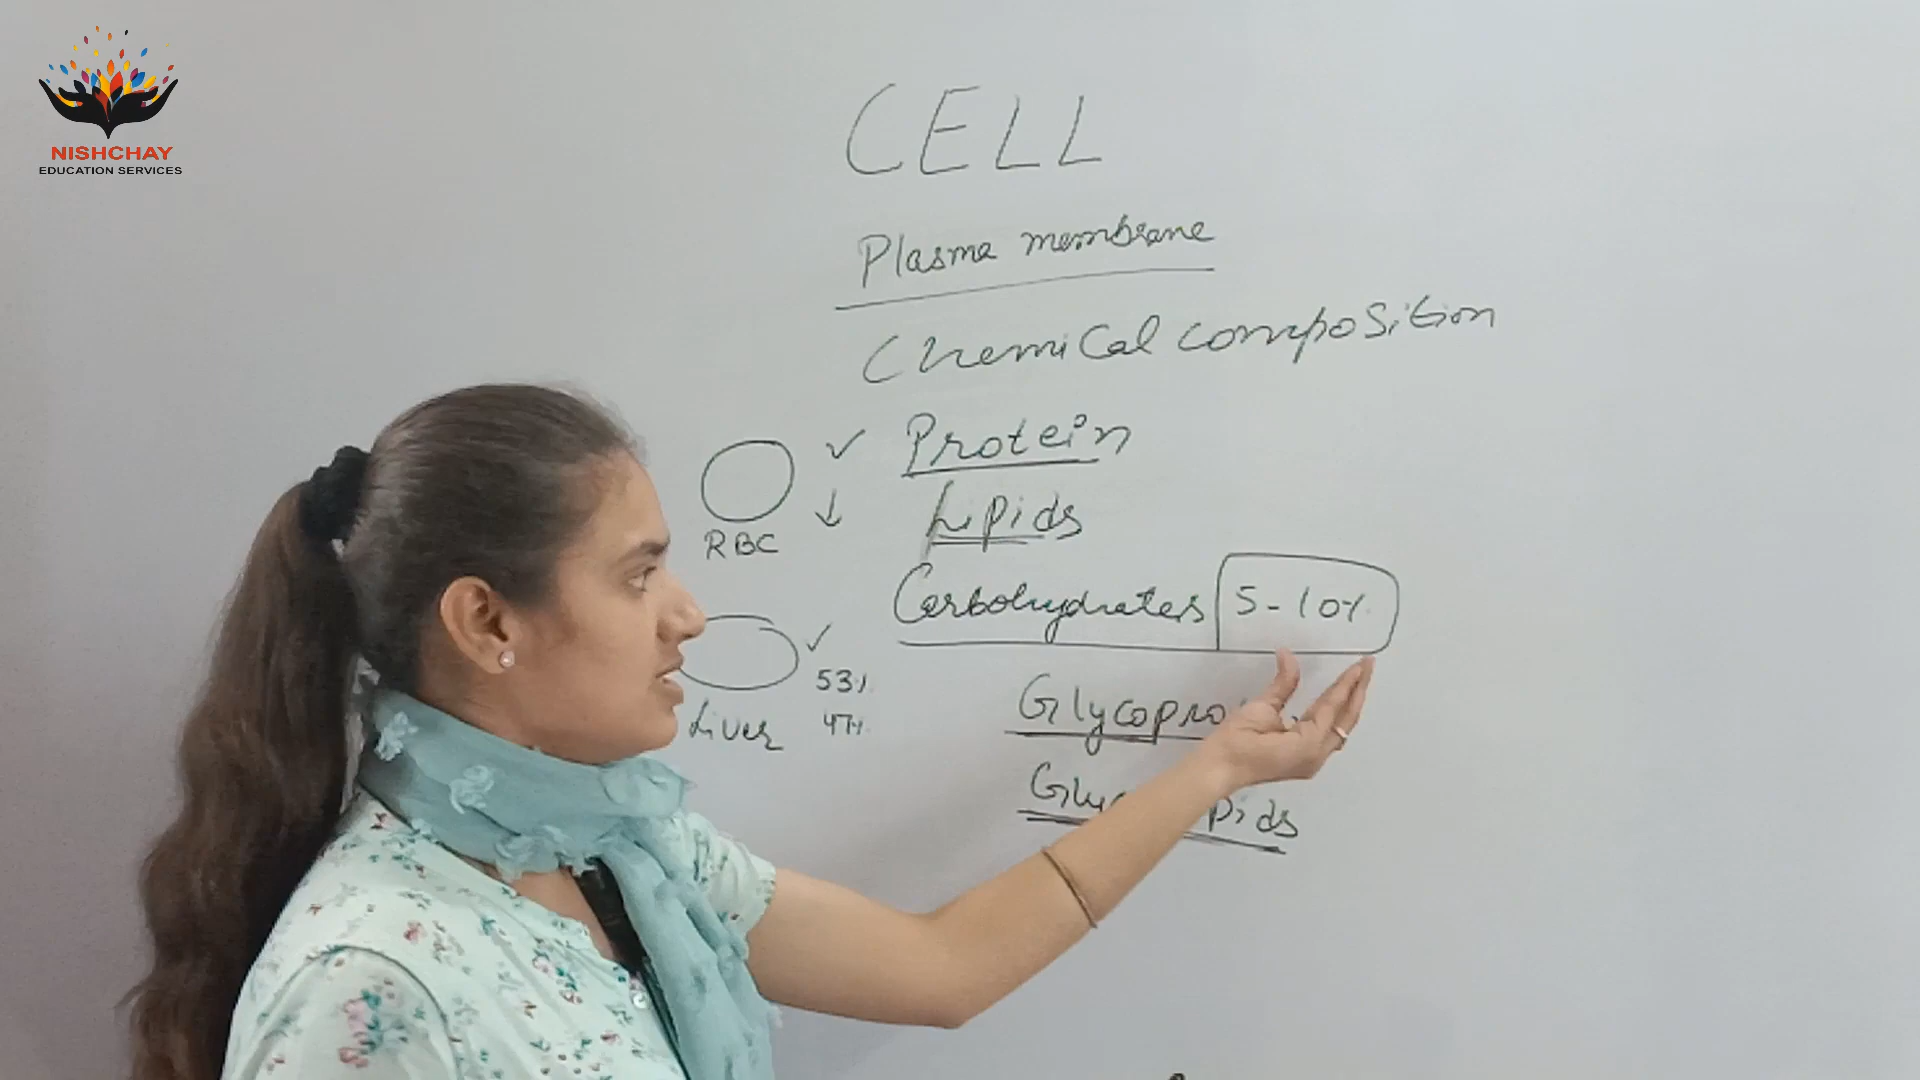 NISHCHAY
EDUCATION SERVICES
CELL
Plasma membrane
Chemical composition
Protein
Lipids
RBC
Carbohydrates 5-10%
53%
47%
Liver